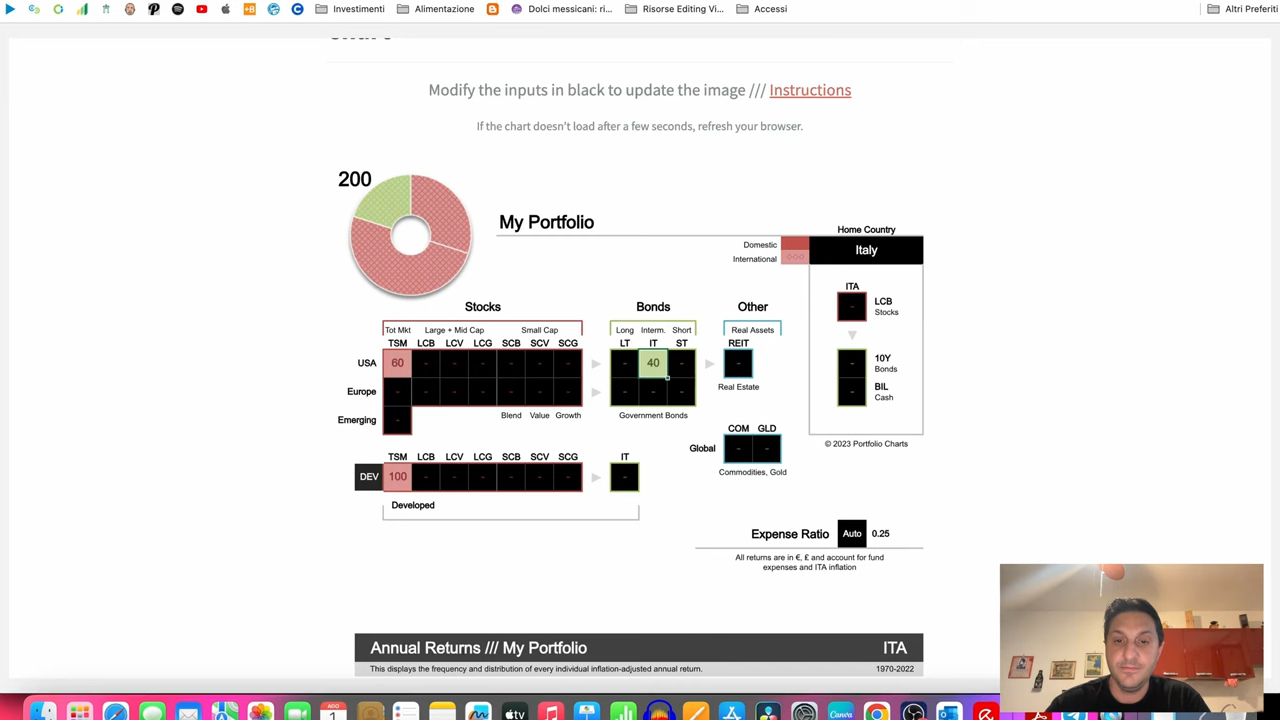 Investimenti
Alimentazione
Dolci messicani: ri...
Risorse Editing Vi...
Accessi
Altri Preferiti
Modify the inputs in black to update the image /// Instructions
If the chart doesn't load after a few seconds, refresh your browser.
200
My Portfolio
Home Country
Domestic
International
Italy
ITA
LCB
Stocks
10Y
Bonds
BIL
Cash
© 2023 Portfolio Charts
Stocks Bonds Other
Tot Mkt Large + Mid Cap Small Cap Long Interm. Short Real Assets
TSM LCB LCV LCG SCB SCV SCG LT IT ST REIT
USA 60 - - - - - - - 40 - -
Europe - - - - - - - - - - Real Estate
Emerging - Blend Value Growth Government Bonds
COM GLD
Global - -
Commodities, Gold
TSM LCB LCV LCG SCB SCV SCG IT
DEV 100 - - - - - - -
Developed
Expense Ratio Auto 0.25
All returns are in €, £ and account for fund
expenses and ITA inflation
Annual Returns /// My Portfolio ITA
This displays the frequency and distribution of every individual inflation-adjusted annual return. 1970-2022
AGO
1
tv
Canva